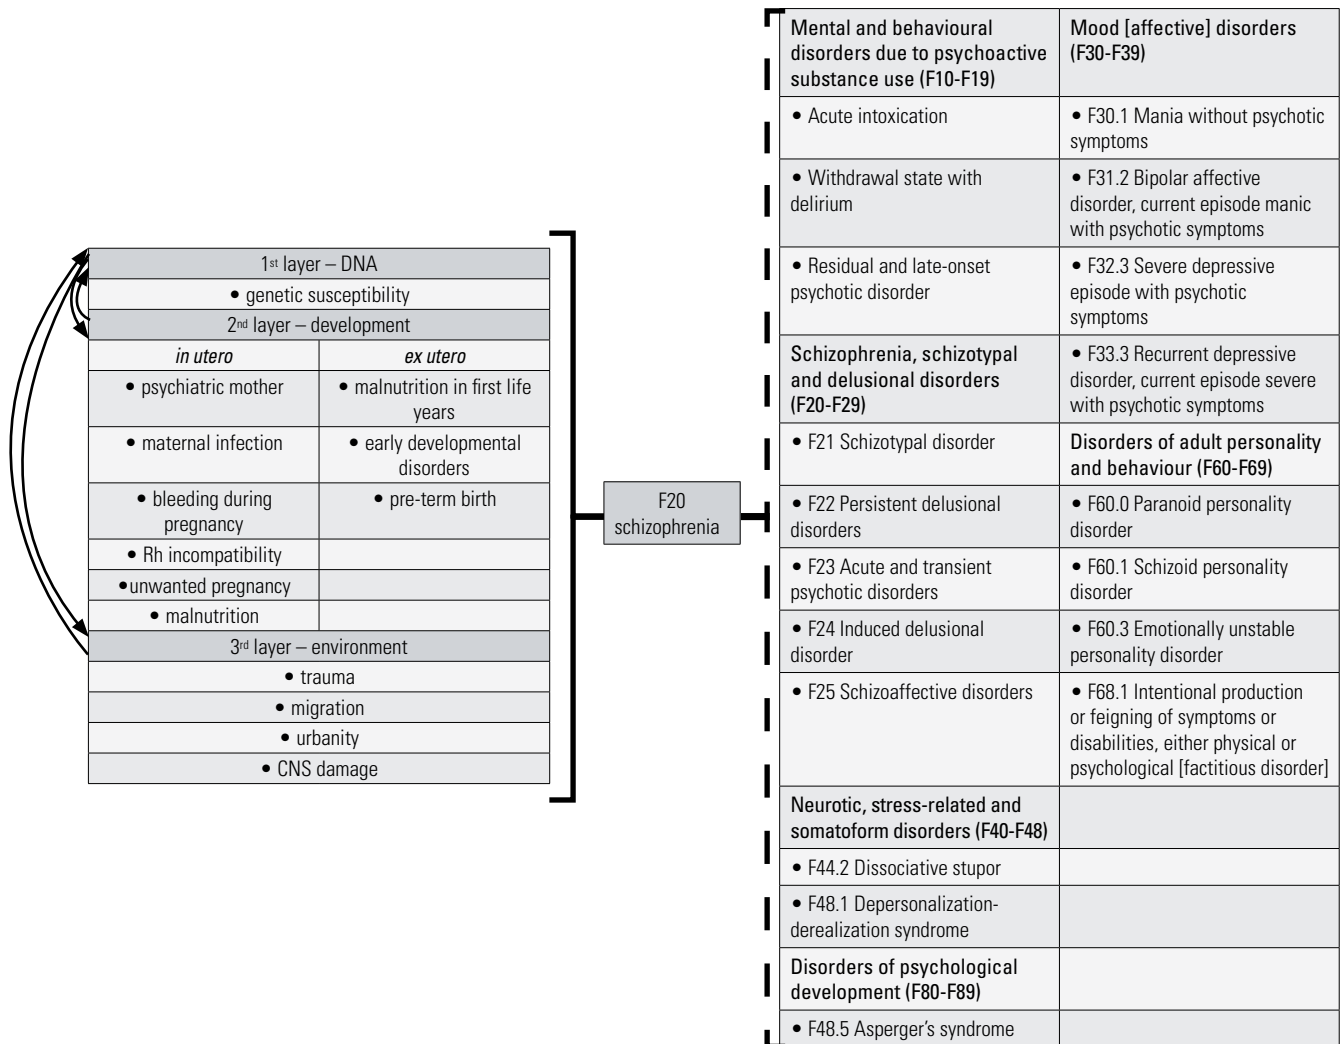 1st layer – DNA
• genetic susceptibility
2nd layer – development
in utero
ex utero
• psychiatric mother
• malnutrition in first life
years
• maternal infection
• early developmental
disorders
• bleeding during
pregnancy
• pre-term birth
• Rh incompatibility
•unwanted pregnancy
• malnutrition
3rd layer – environment
• trauma
• migration
• urbanity
• CNS damage
F20
schizophrenia
Mental and behavioural
disorders due to psychoactive
substance use (F10-F19)
Mood [affective] disorders
(F30-F39)
• Acute intoxication
• F30.1 Mania without psychotic
symptoms
• Withdrawal state with
delirium
• F31.2 Bipolar affective
disorder, current episode manic
with psychotic symptoms
• Residual and late-onset
psychotic disorder
• F32.3 Severe depressive
episode with psychotic
symptoms
Schizophrenia, schizotypal
and delusional disorders
(F20-F29)
• F33.3 Recurrent depressive
disorder, current episode severe
with psychotic symptoms
• F21 Schizotypal disorder
Disorders of adult personality
and behaviour (F60-F69)
• F22 Persistent delusional
disorders
• F60.0 Paranoid personality
disorder
• F23 Acute and transient
psychotic disorders
• F60.1 Schizoid personality
disorder
• F24 Induced delusional
disorder
• F60.3 Emotionally unstable
personality disorder
• F25 Schizoaffective disorders
• F68.1 Intentional production
or feigning of symptoms or
disabilities, either physical or
psychological [factitious disorder]
Neurotic, stress-related and
somatoform disorders (F40-F48)
• F44.2 Dissociative stupor
• F48.1 Depersonalization-
derealization syndrome
Disorders of psychological
development (F80-F89)
• F48.5 Asperger's syndrome